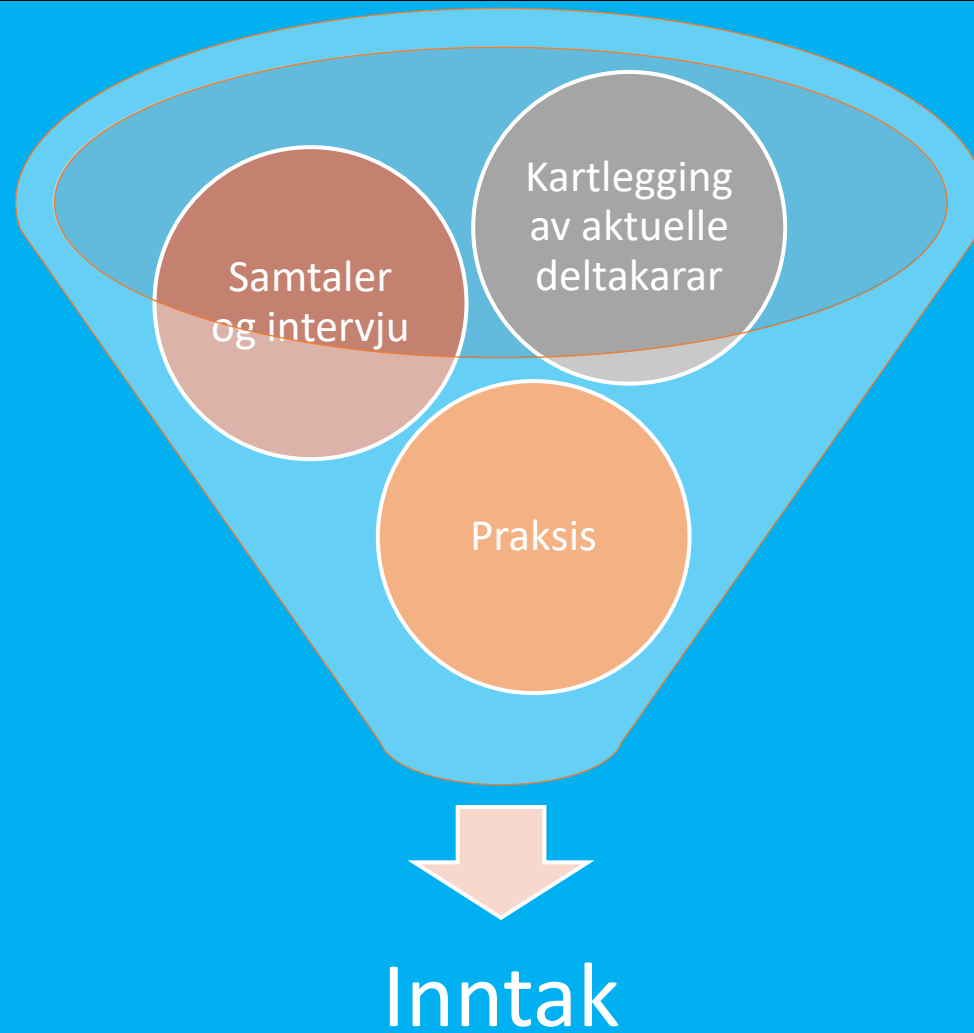 Kartlegging
av aktuelle
deltakarar
Samtaler
og intervju
Praksis
Inntak